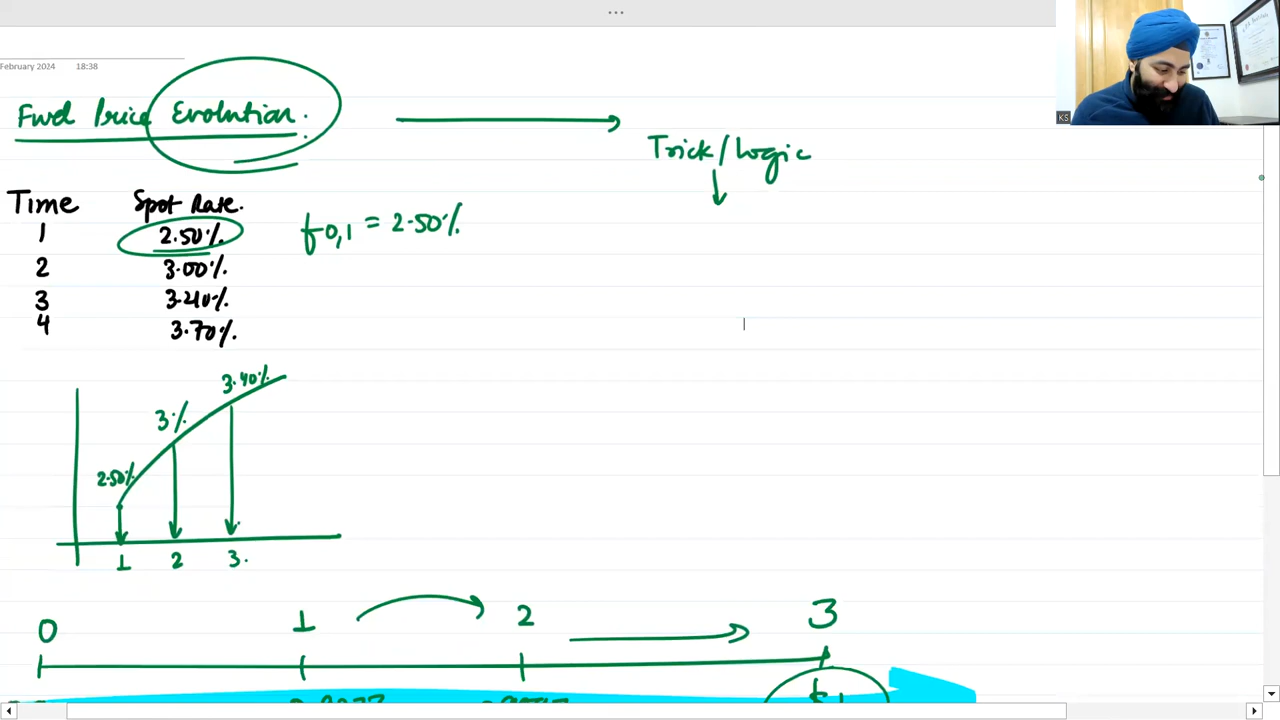 February 2024 18:38
Fwd Price Evolution.
Trick/Logic
Time Spot Rate.
1 2.50%
2 3.00%
3 3.40%
4 3.70%
f0,1 = 2.50%
3.40%
3%
2.50%
1 2 3.
0 1 2 3
KS